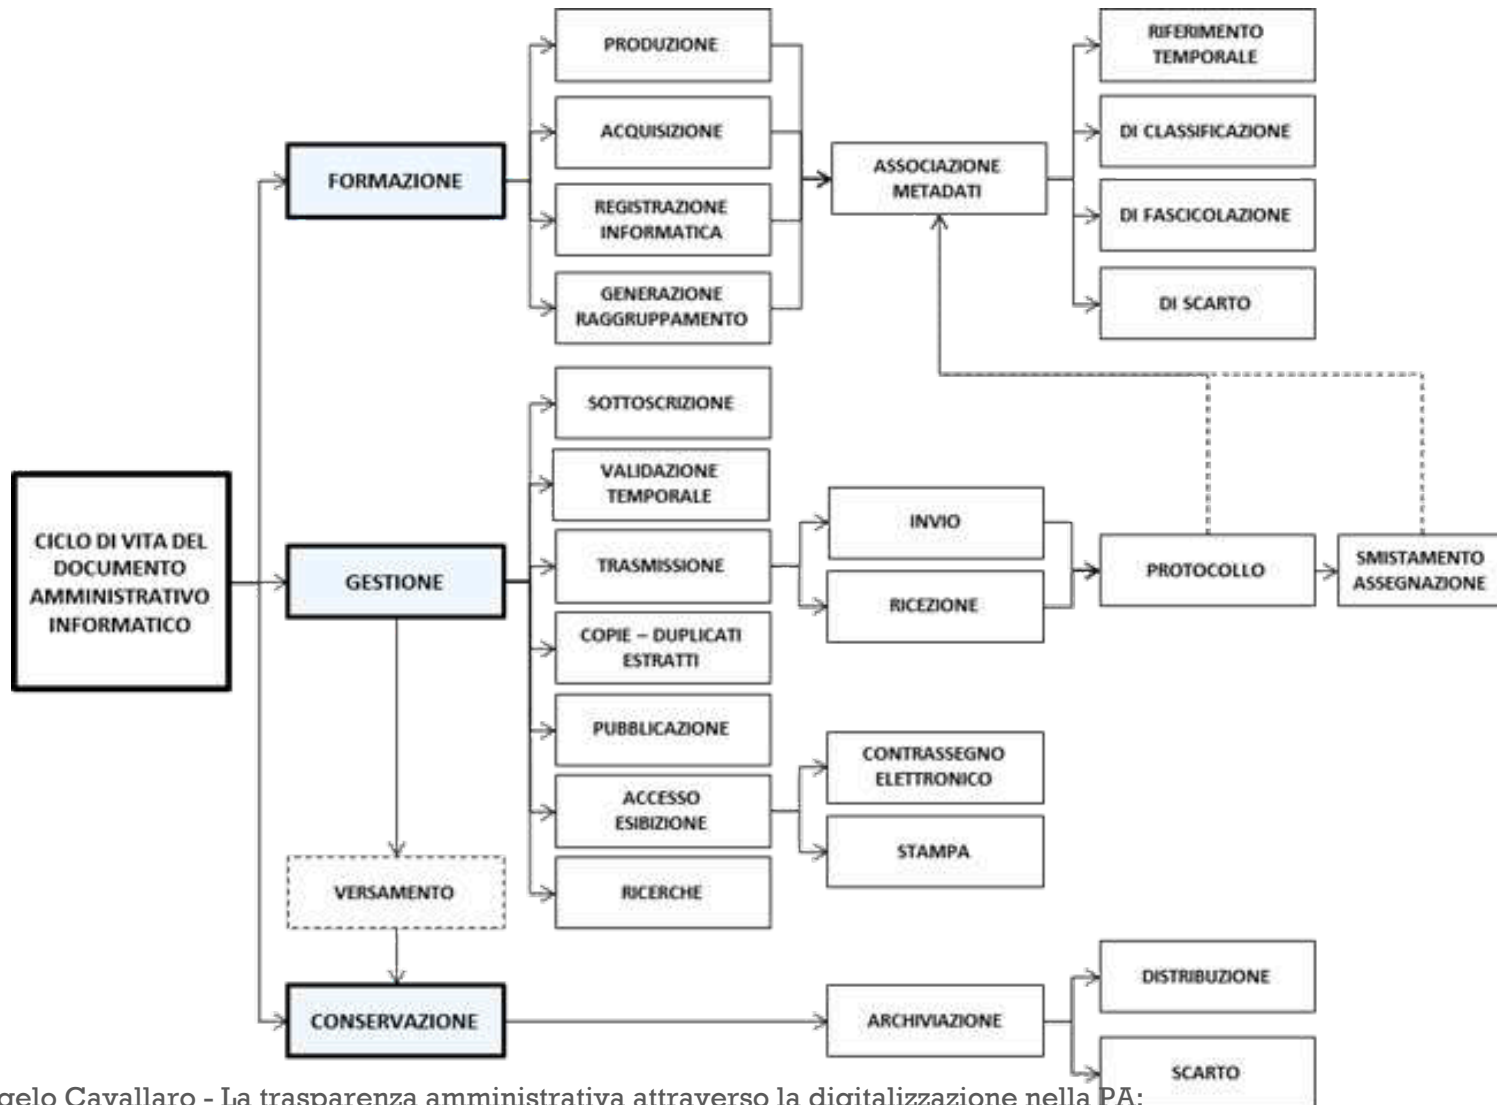 CICLO DI VITA DEL
DOCUMENTO
AMMINISTRATIVO
INFORMATICO
FORMAZIONE
PRODUZIONE
ACQUISIZIONE
REGISTRAZIONE
INFORMATICA
GENERAZIONE
RAGGRUPPAMENTO
ASSOCIAZIONE
METADATI
RIFERIMENTO
TEMPORALE
DI CLASSIFICAZIONE
DI FASCICOLAZIONE
DI SCARTO
GESTIONE
SOTTOSCRIZIONE
VALIDAZIONE
TEMPORALE
TRASMISSIONE
INVIO
RICEZIONE
PROTOCOLLO
SMISTAMENTO
ASSEGNAZIONE
COPIE – DUPLICATI
ESTRATTI
PUBBLICAZIONE
ACCESSO
ESIBIZIONE
CONTRASSEGNO
ELETTRONICO
STAMPA
RICERCHE
VERSAMENTO
CONSERVAZIONE
ARCHIVIAZIONE
DISTRIBUZIONE
SCARTO
gelo Cavallaro - La trasparenza amministrativa attraverso la digitalizzazione nella PA: